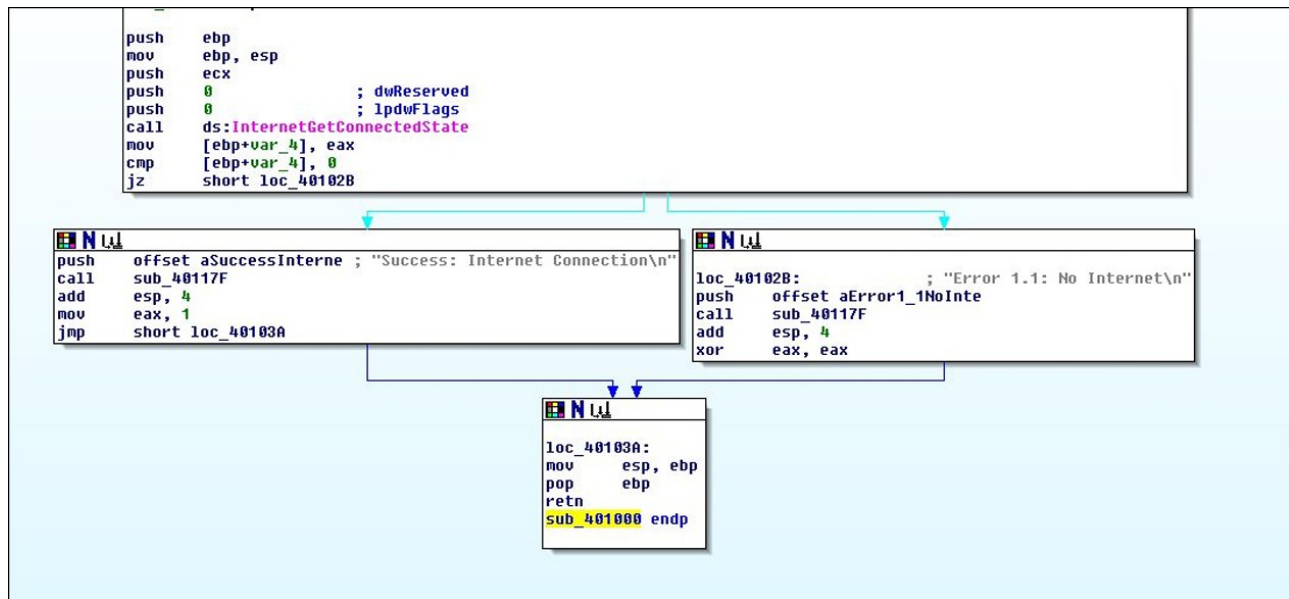 push ebp
mov ebp, esp
push ecx
push 0 ; dwReserved
push 0 ; lpdwFlags
call ds:InternetGetConnectedState
mov [ebp+var_4], eax
cmp [ebp+var_4], 0
jz short loc_40102B
N
push offset aSuccessInterne ; "Success: Internet Connection\n"
call sub_40117F
add esp, 4
mov eax, 1
jmp short loc_40103A
N
loc_40102B: ; "Error 1.1: No Internet\n"
push offset aError1_1NoInte
call sub_40117F
add esp, 4
xor eax, eax
N
loc_40103A:
mov esp, ebp
pop ebp
retn
sub_401000 endp